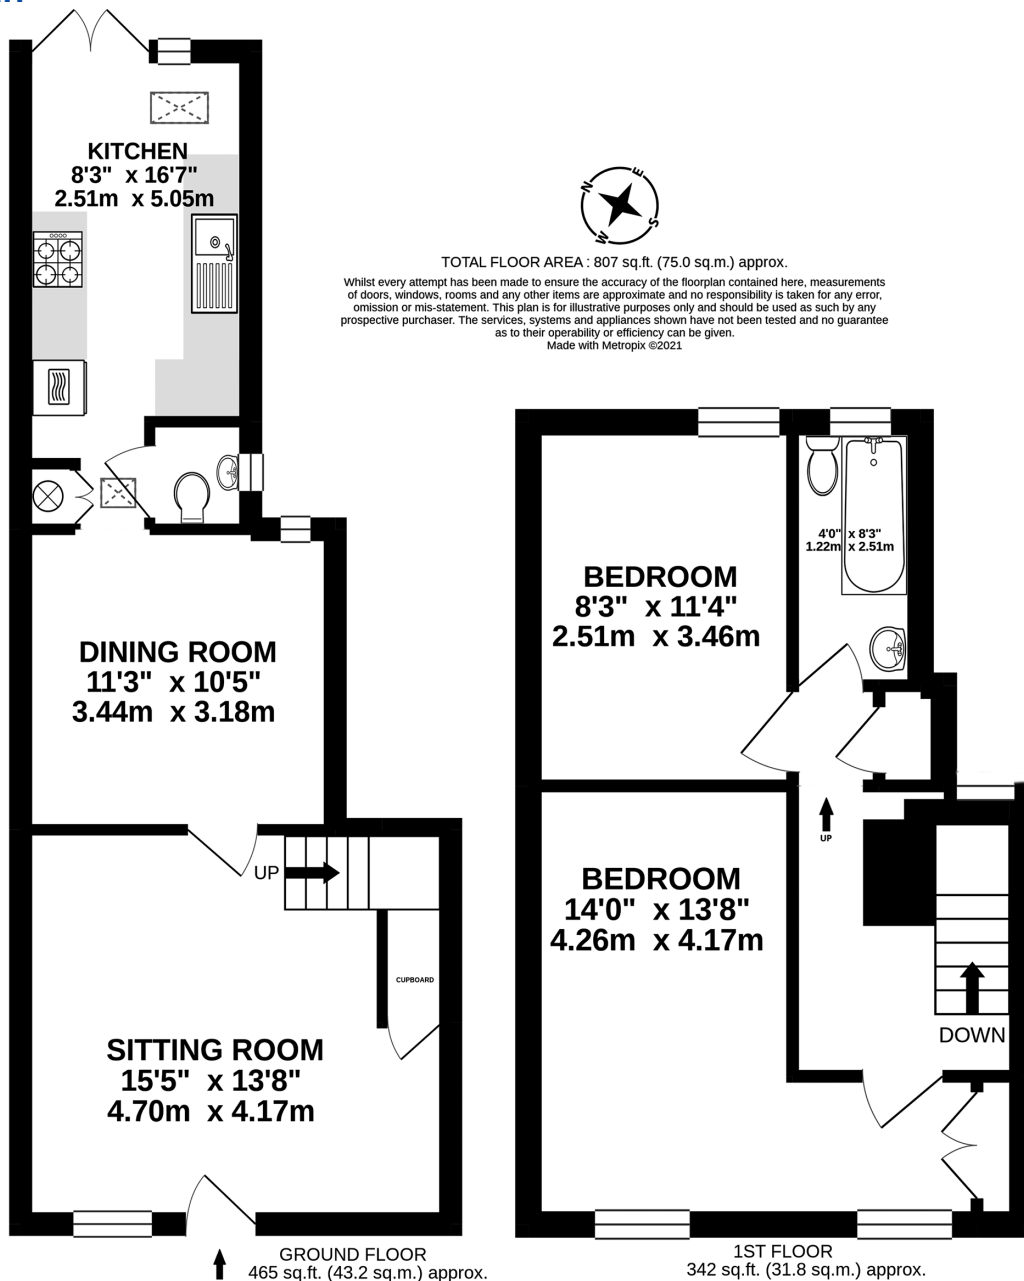 KITCHEN
8'3" x 16'7"
2.51m x 5.05m
N
E
S
W
TOTAL FLOOR AREA : 807 sq.ft. (75.0 sq.m.) approx.
Whilst every attempt has been made to ensure the accuracy of the floorplan contained here, measurements
of doors, windows, rooms and any other items are approximate and no responsibility is taken for any error,
omission or mis-statement. This plan is for illustrative purposes only and should be used as such by any
prospective purchaser. The services, systems and appliances shown have not been tested and no guarantee
as to their operability or efficiency can be given.
Made with Metropix ©2021
DINING ROOM
11'3" x 10'5"
3.44m x 3.18m
UP
CUPBOARD
SITTING ROOM
15'5" x 13'8"
4.70m x 4.17m
GROUND FLOOR
465 sq.ft. (43.2 sq.m.) approx.
4'0" x 8'3"
1.22m x 2.51m
BEDROOM
8'3" x 11'4"
2.51m x 3.46m
UP
BEDROOM
14'0" x 13'8"
4.26m x 4.17m
DOWN
1ST FLOOR
342 sq.ft. (31.8 sq.m.) approx.